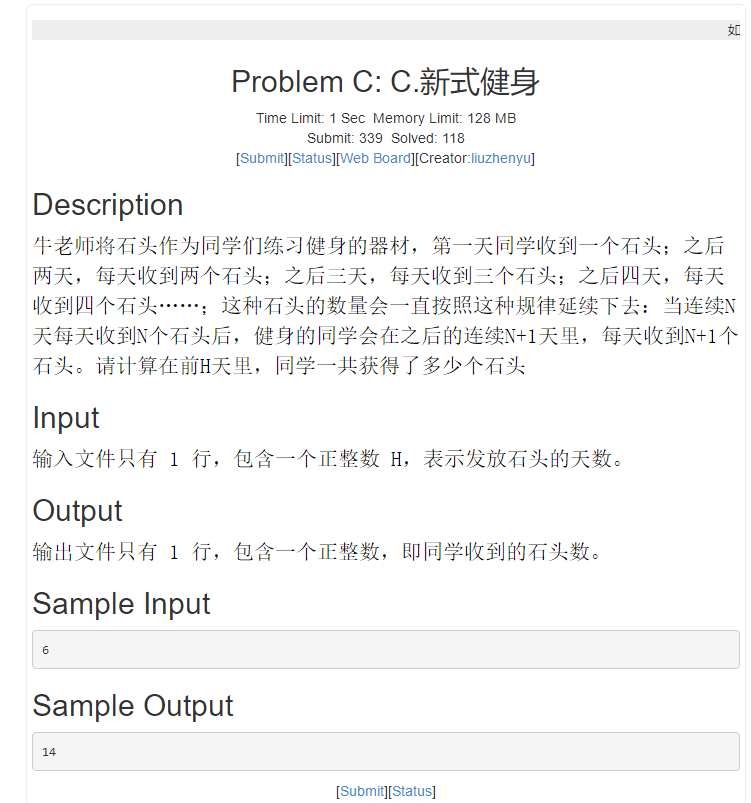 如
Problem C: C.新式健身
Time Limit: 1 Sec  Memory Limit: 128 MB
Submit: 339  Solved: 118
[Submit][Status][Web Board][Creator:liuzhenyu]
Description
牛老师将石头作为同学们练习健身的器材，第一天同学收到一个石头；之后
两天，每天收到两个石头；之后三天，每天收到三个石头；之后四天，每天
收到四个石头……；这种石头的数量会一直按照这种规律延续下去：当连续N
天每天收到N个石头后，健身的同学会在之后的连续N+1天里，每天收到N+1个
石头。请计算在前H天里，同学一共获得了多少个石头
Input
输入文件只有 1 行，包含一个正整数 H，表示发放石头的天数。
Output
输出文件只有 1 行，包含一个正整数，即同学收到的石头数。
Sample Input
6
Sample Output
14
[Submit][Status]